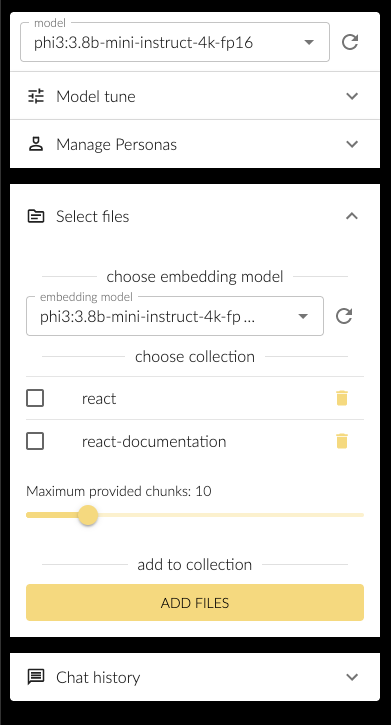 model
phi3:3.8b-mini-instruct-4k-fp16
Model tune
Manage Personas
Select files
choose embedding model
embedding model
phi3:3.8b-mini-instruct-4k-fp ...
choose collection
react
react-documentation
Maximum provided chunks: 10
add to collection
ADD FILES
Chat history